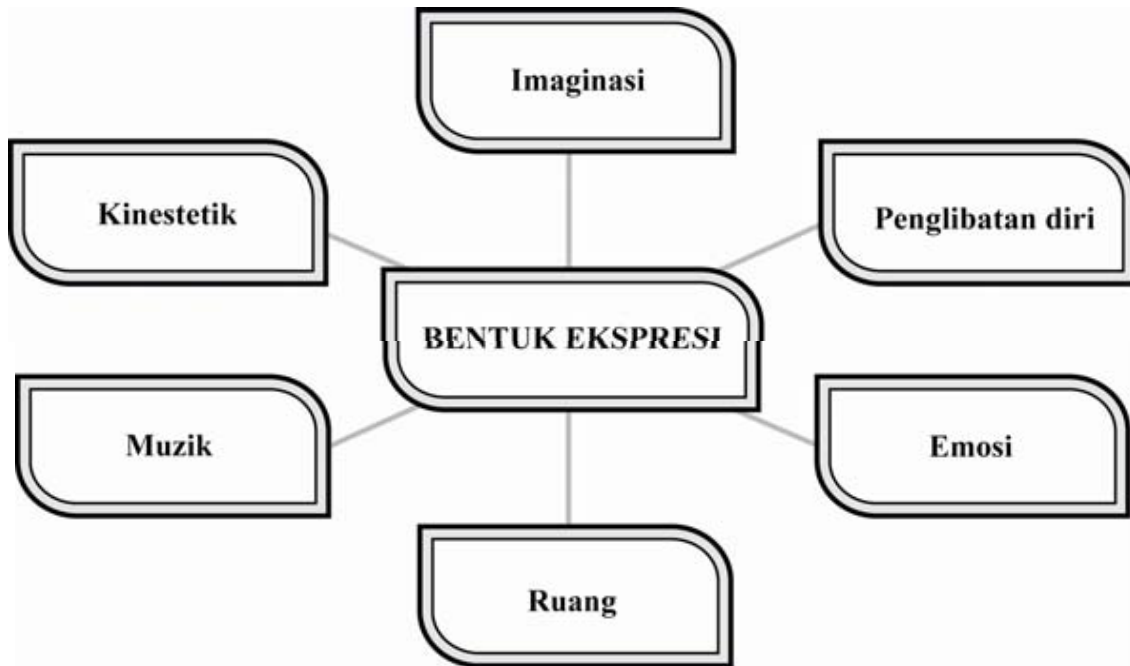 Imaginasi
Kinestetik
Penglibatan diri
BENTUK EKSPRESI
Muzik
Emosi
Ruang